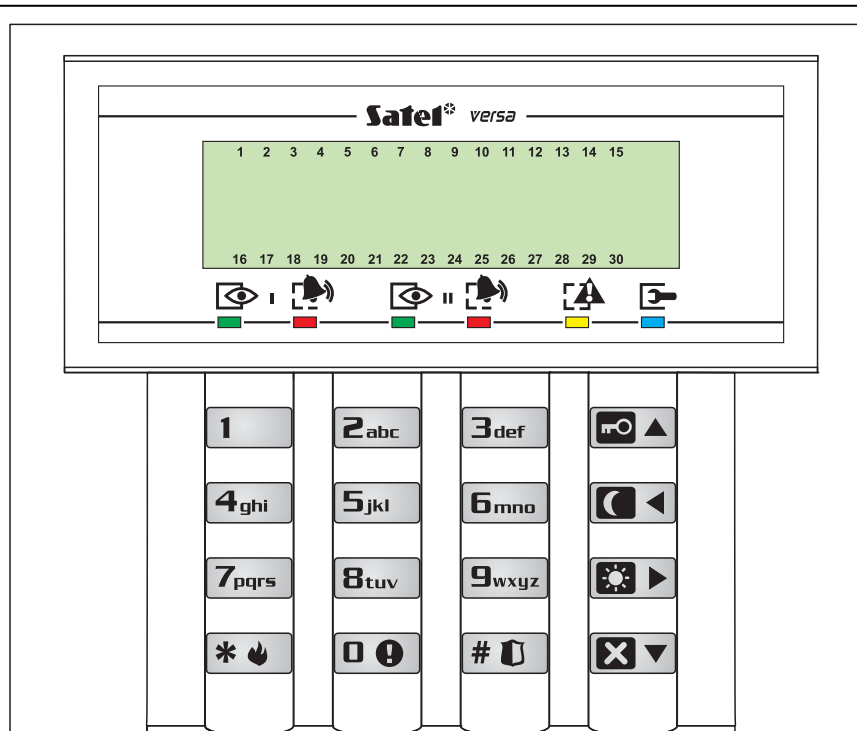 Satel* versa
1 2 3 4 5 6 7 8 9 10 11 12 13 14 15
16 17 18 19 20 21 22 23 24 25 26 27 28 29 30
I II
1 2abc 3def
4ghi 5jkl 6mno
7pqrs 8tuv 9wxyz
* 0 #